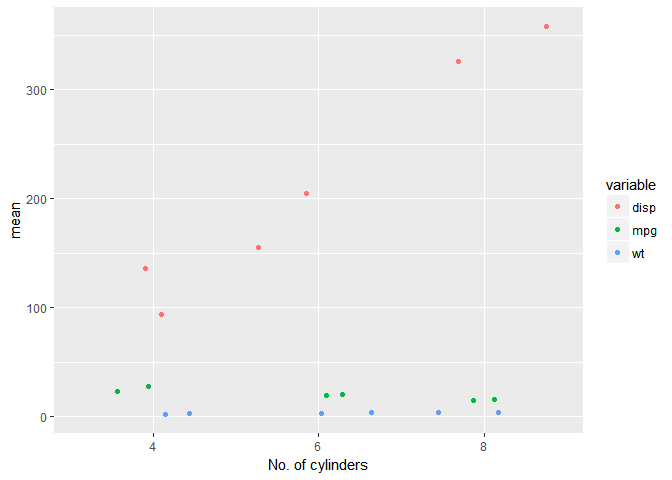 300
200
100
0
mean
4
6
8
No. of cylinders
variable
disp
mpg
wt